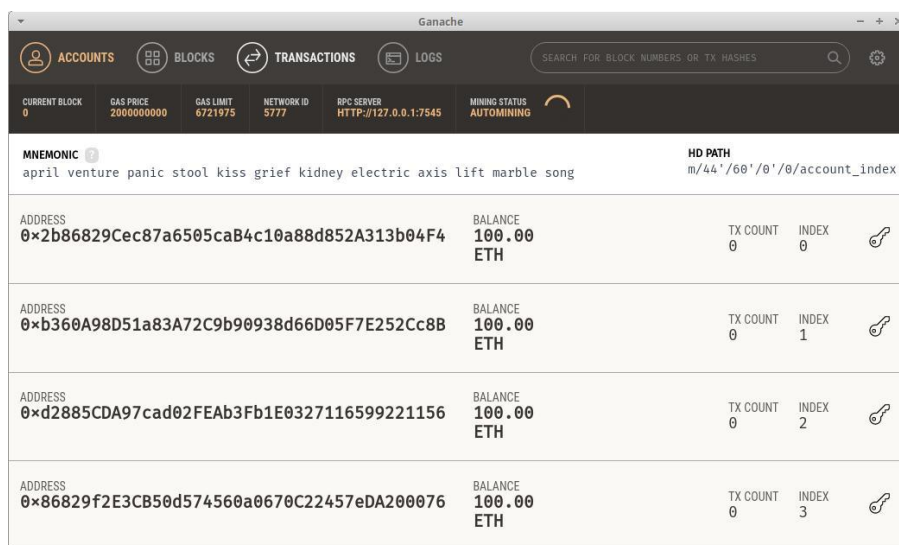 Ganache
ACCOUNTS BLOCKS TRANSACTIONS LOGS SEARCH FOR BLOCK NUMBERS OR TX HASHES
CURRENT BLOCK GAS PRICE GAS LIMIT NETWORK ID RPC SERVER MINING STATUS
0 2000000000 6721975 5777 HTTP://127.0.0.1:7545 AUTOMINING
MNEMONIC ? HD PATH
april venture panic stool kiss grief kidney electric axis lift marble song m/44'/60'/0'/0/account_index
ADDRESS BALANCE TX COUNT INDEX
0×2b86829Cec87a6505caB4c10a88d852A313b04F4 100.00 ETH 0 0
ADDRESS BALANCE TX COUNT INDEX
0×b360A98D51a83A72C9b90938d66D05F7E252Cc8B 100.00 ETH 0 1
ADDRESS BALANCE TX COUNT INDEX
0×d2885CDA97cad02FEAb3Fb1E0327116599221156 100.00 ETH 0 2
ADDRESS BALANCE TX COUNT INDEX
0×86829f2E3CB50d574560a0670C22457eDA200076 100.00 ETH 0 3